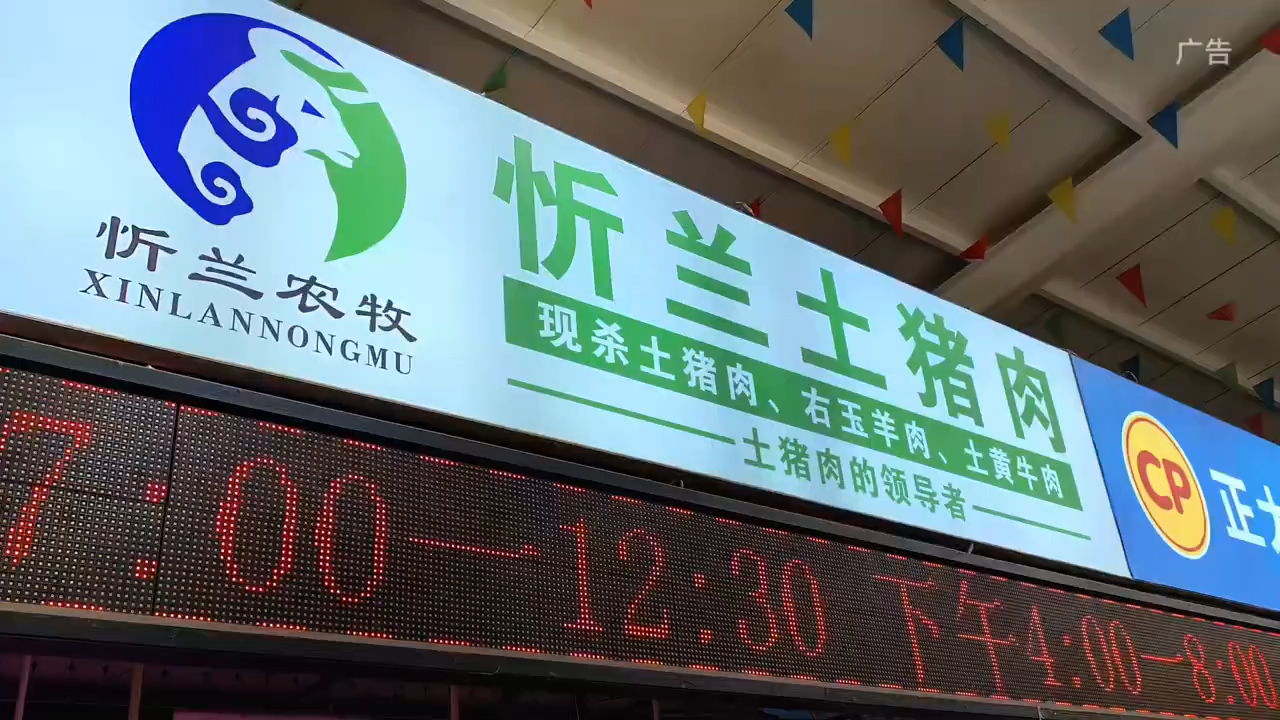 广告
忻兰农牧
XINLANNONGMU
忻兰土猪肉
现杀土猪肉、右玉羊肉、土黄牛肉
土猪肉的领导者
CP
正大
7:00—12:30 下午4:00—8:00